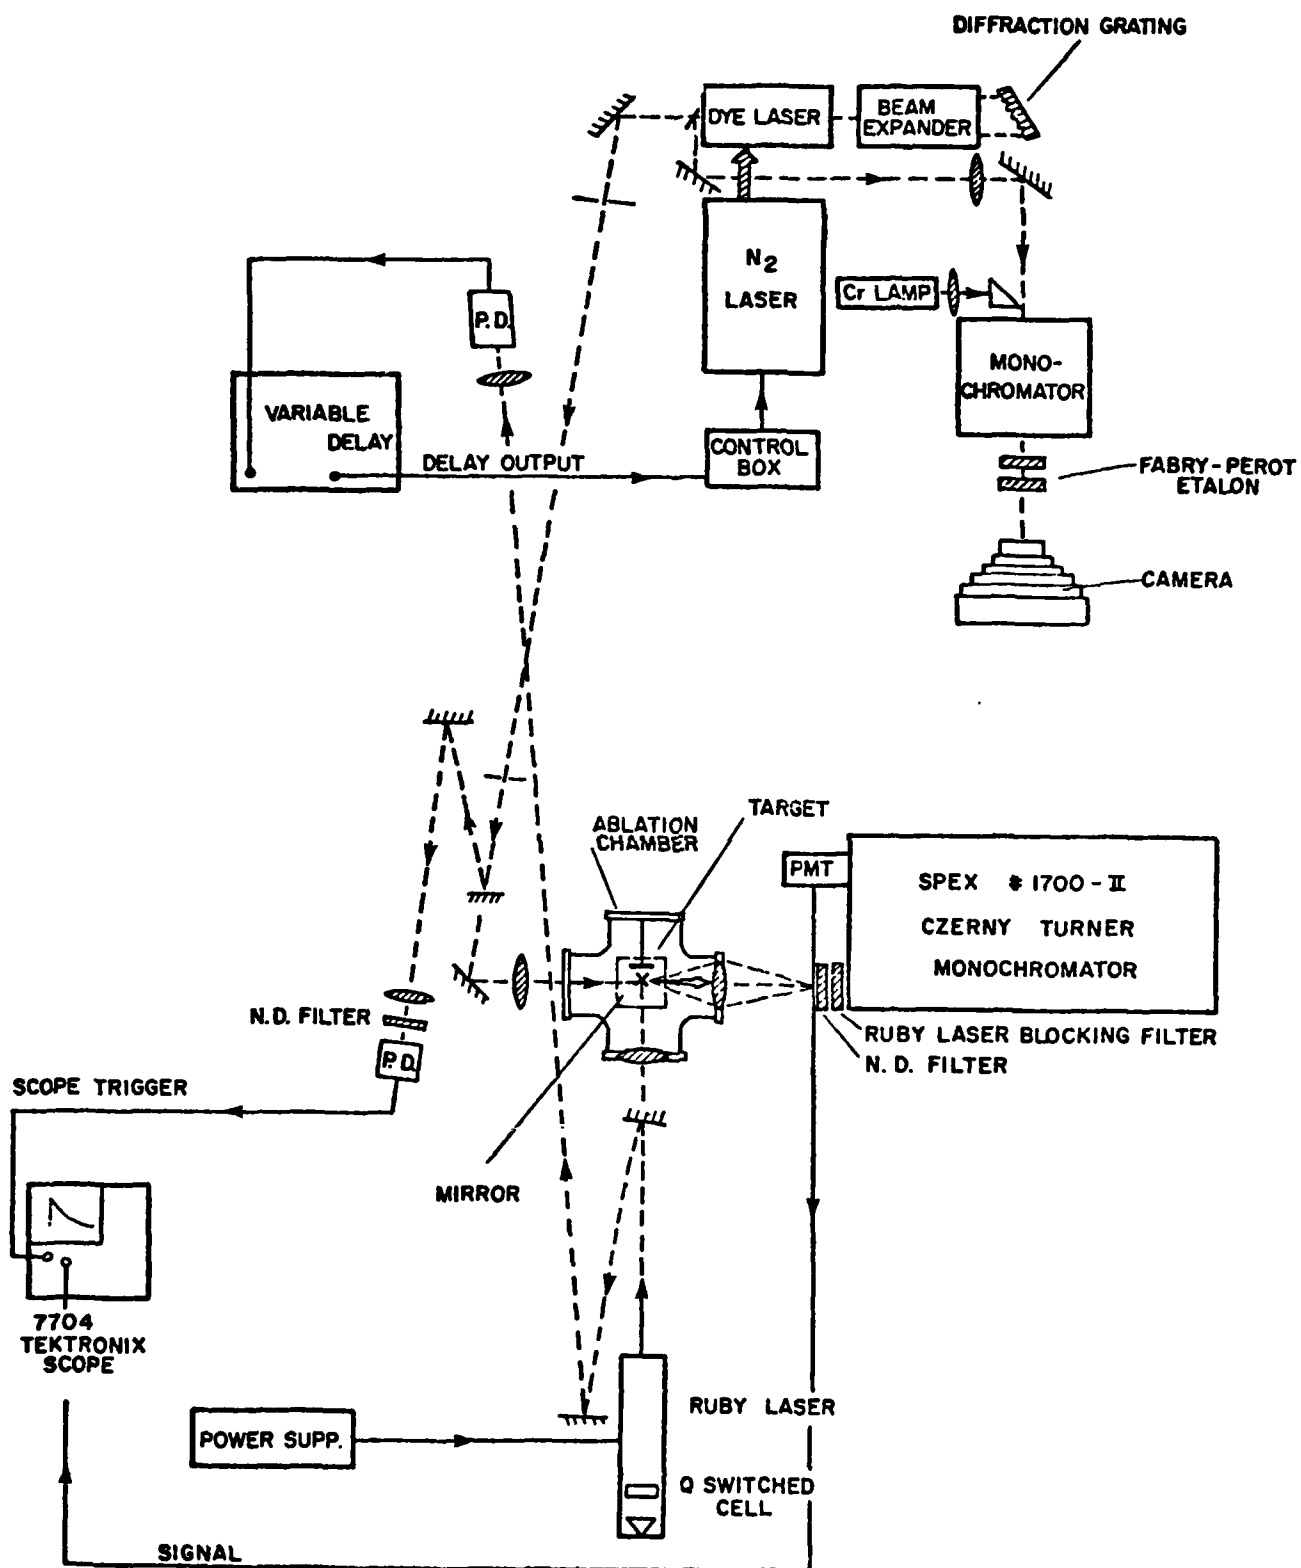 DIFFRACTION GRATING
DYE LASER
BEAM
EXPANDER
N2
LASER
Cr LAMP
P.D.
MONO-
CHROMATOR
VARIABLE
DELAY
DELAY OUTPUT
CONTROL
BOX
FABRY-PEROT
ETALON
CAMERA
TARGET
ABLATION
CHAMBER
PMT
SPEX # 1700-II
CZERNY TURNER
MONOCHROMATOR
N.D. FILTER
RUBY LASER BLOCKING FILTER
N.D. FILTER
P.D.
SCOPE TRIGGER
MIRROR
7704
TEKTRONIX
SCOPE
RUBY LASER
POWER SUPP.
Q SWITCHED
CELL
SIGNAL